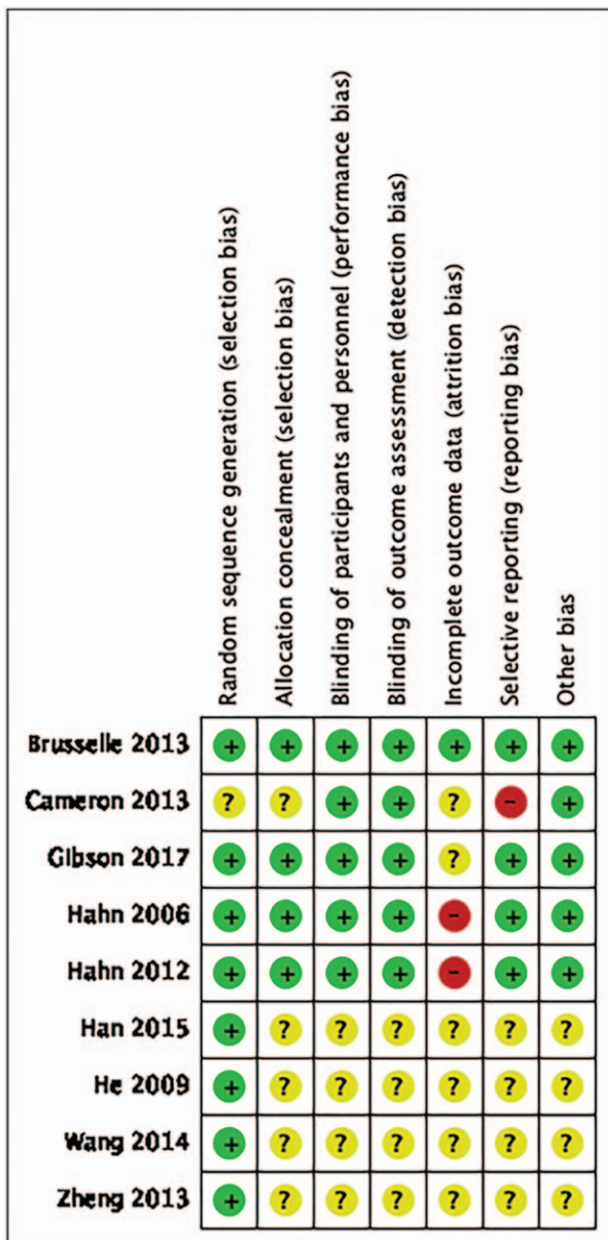 Random sequence generation (selection bias)
Allocation concealment (selection bias)
Blinding of participants and personnel (performance bias)
Blinding of outcome assessment (detection bias)
Incomplete outcome data (attrition bias)
Selective reporting (reporting bias)
Other bias
Brusselle 2013 + + + + + + +
Cameron 2013 ? ? + + ? - +
Gibson 2017 + + + + ? + +
Hahn 2006 + + + + - + +
Hahn 2012 + + + + - + +
Han 2015 + ? ? ? ? ? ?
He 2009 + ? ? ? ? ? ?
Wang 2014 + ? ? ? ? ? ?
Zheng 2013 + ? ? ? ? ? ?